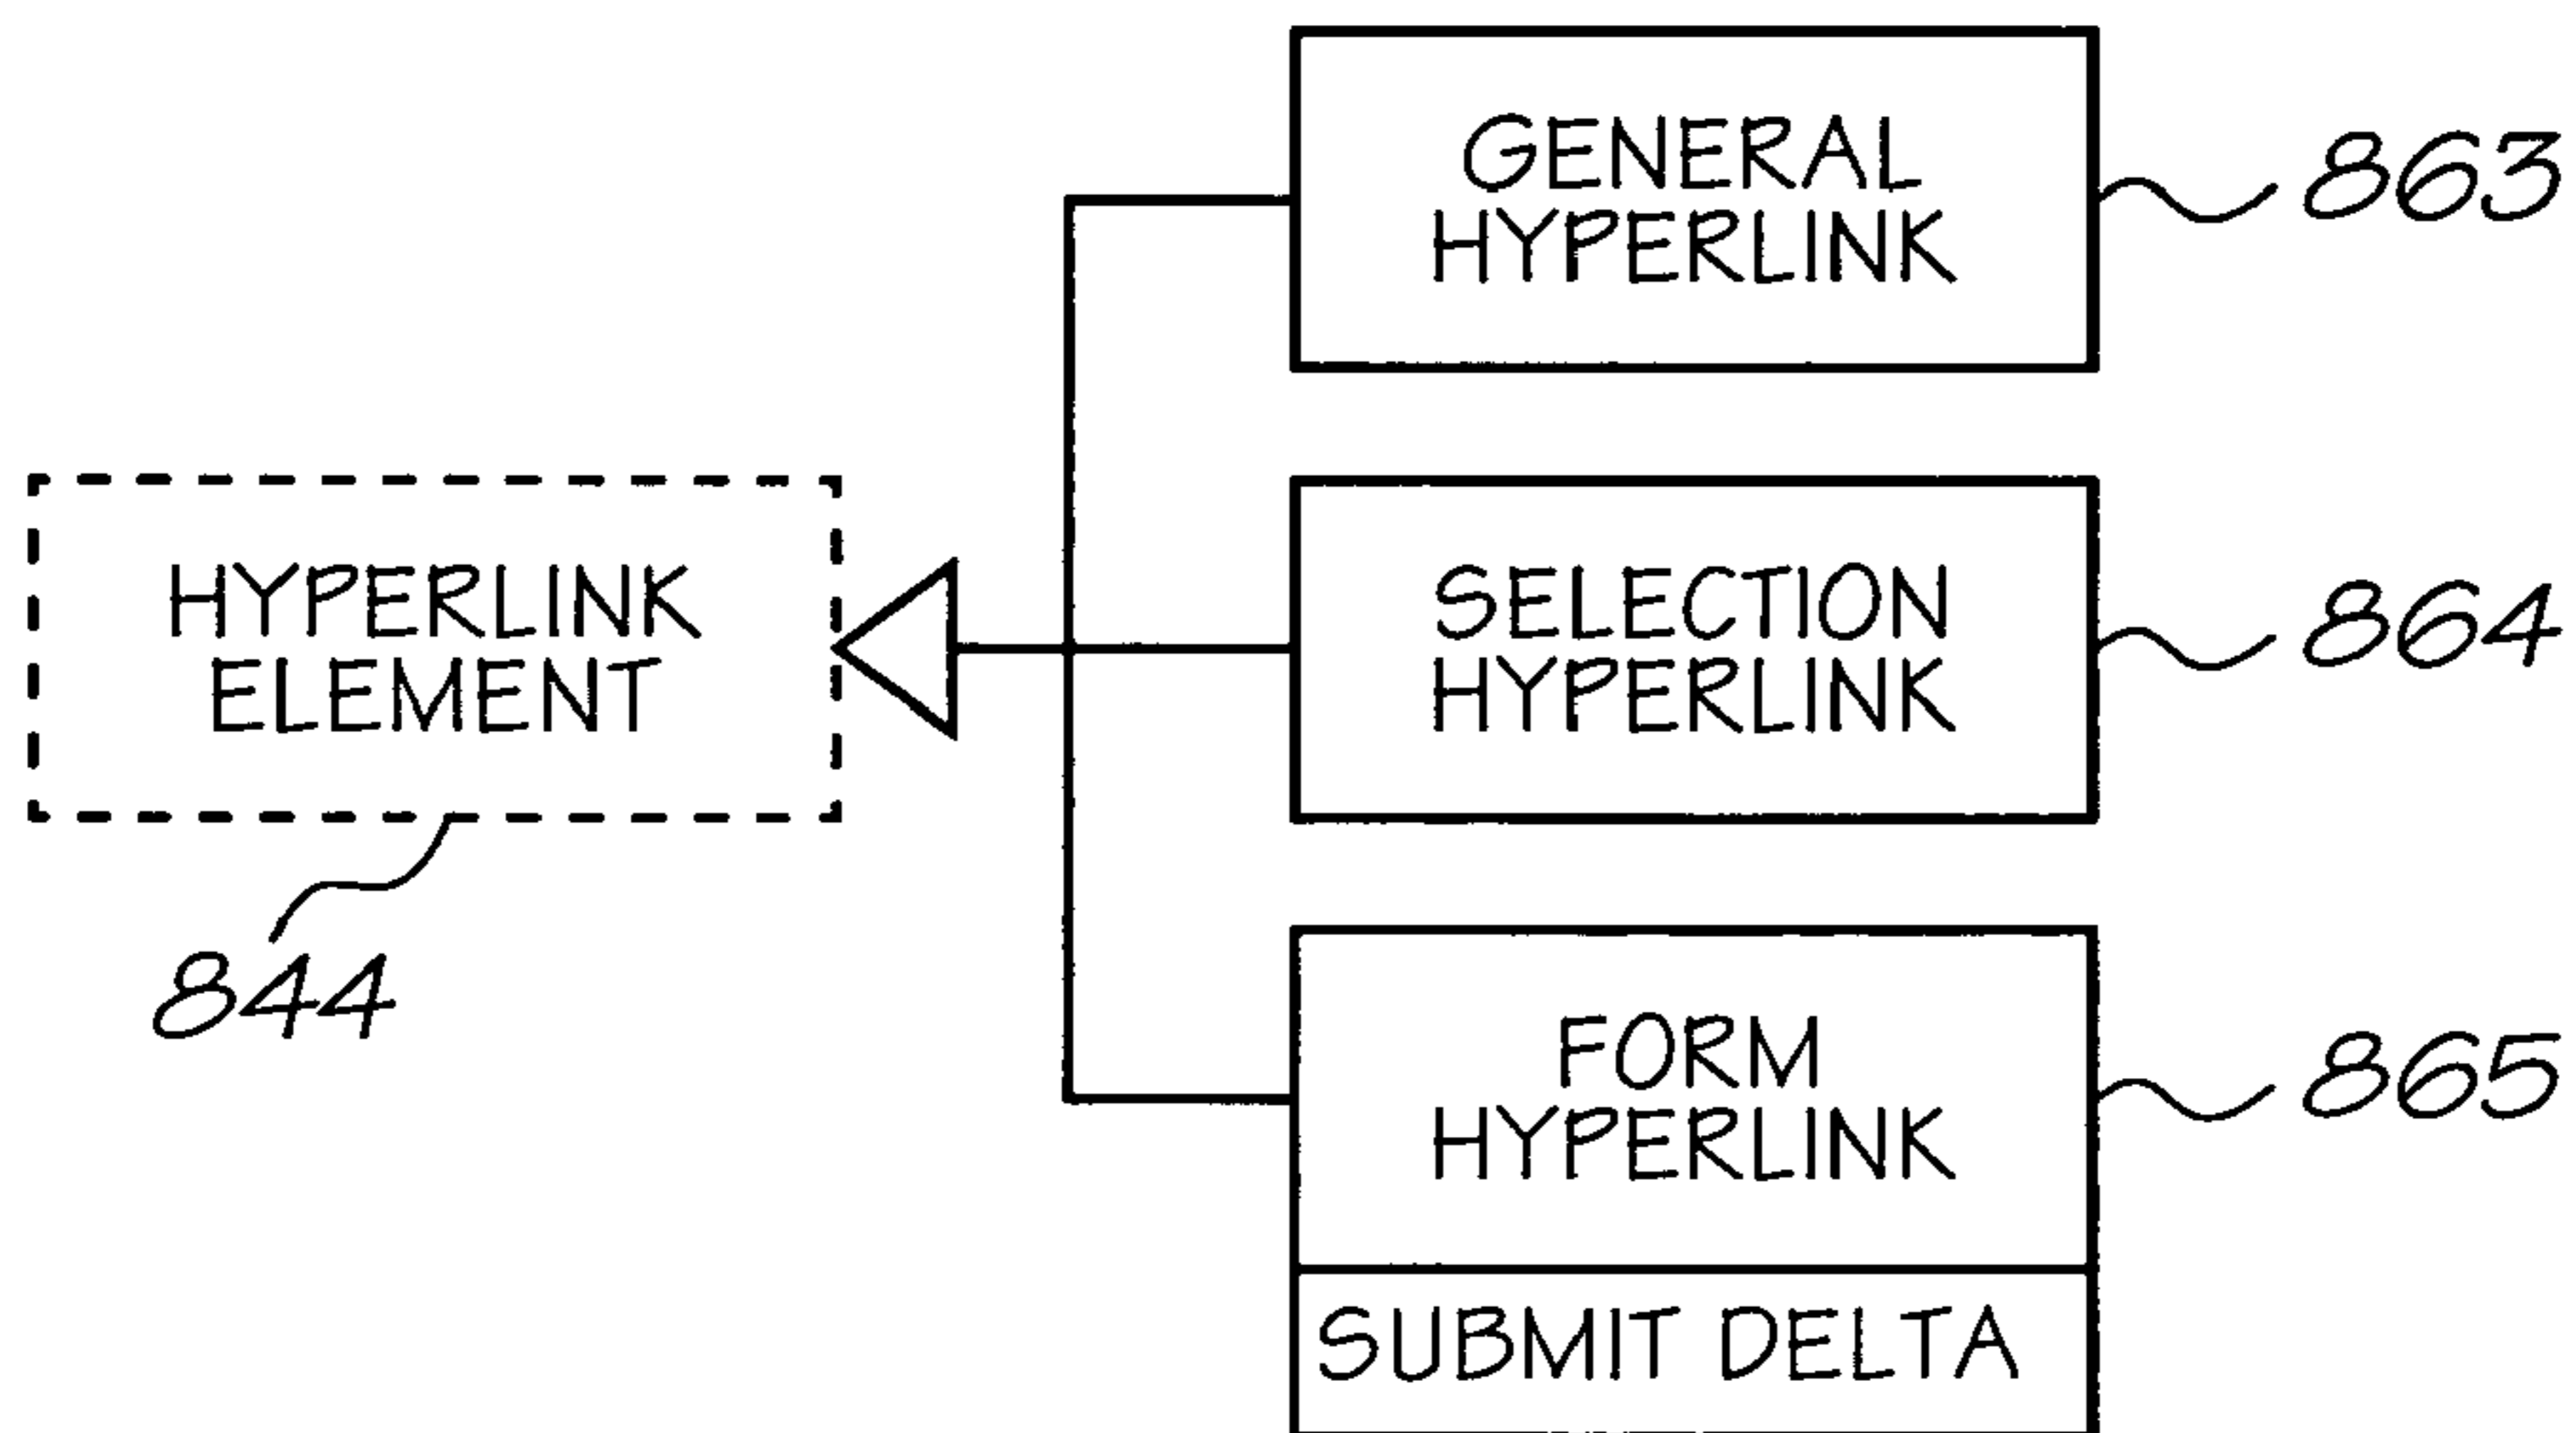 GENERAL
HYPERLINK
863
HYPERLINK
ELEMENT
844
SELECTION
HYPERLINK
864
FORM
HYPERLINK
865
SUBMIT DELTA